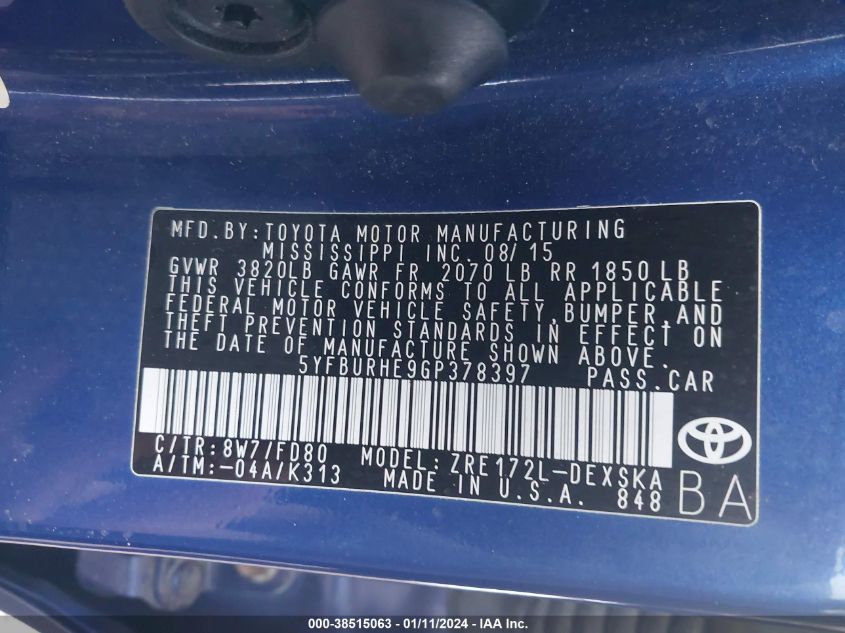 MFD.BY:TOYOTA MOTOR MANUFACTURING
MISSISSIPPI INC. 08/15
GVWR 3820LB GAWR FR 2070 LB RR 1850LB
THIS VEHICLE CONFORMS TO ALL APPLICABLE
FEDERAL MOTOR VEHICLE SAFETY,BUMPER,AND
THEFT PREVENTION STANDARDS IN EFFECT ON
THE DATE OF MANUFACTURE SHOWN ABOVE.
5YFBURHE9GP378397 PASS.CAR
C/TR:8W7/FD80 MODEL:ZRE172L-DEXSKA
A/TM:-04A/K313 MADE IN U.S.A. 848
BA
000-38515063 - 01/11/2024 - IAA, Inc.